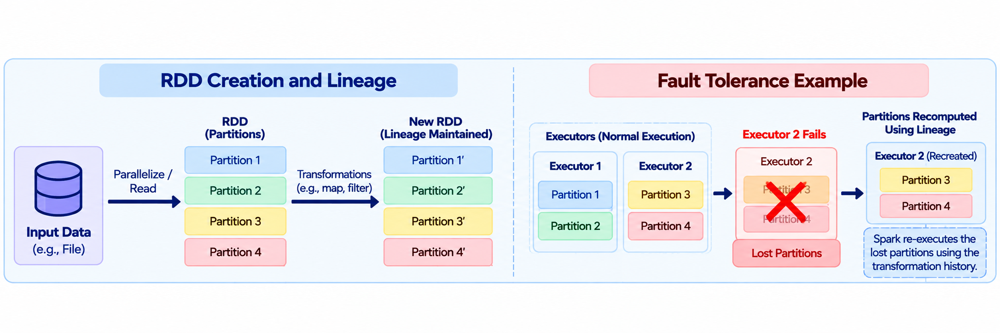 RDD Creation and Lineage
Input Data
(e.g., File)
Parallelize /
Read
RDD
(Partitions)
Partition 1
Partition 2
Partition 3
Partition 4
Transformations
(e.g., map, filter)
New RDD
(Lineage Maintained)
Partition 1′
Partition 2′
Partition 3′
Partition 4′
Fault Tolerance Example
Executors (Normal Execution)
Executor 1
Partition 1
Partition 2
Executor 2
Partition 3
Partition 4
Executor 2 Fails
Executor 2
Partition 3
Partition 4
Lost Partitions
Partitions Recomputed
Using Lineage
Executor 2 (Recreated)
Partition 3
Partition 4
Spark re-executes the
lost partitions using the
transformation history.